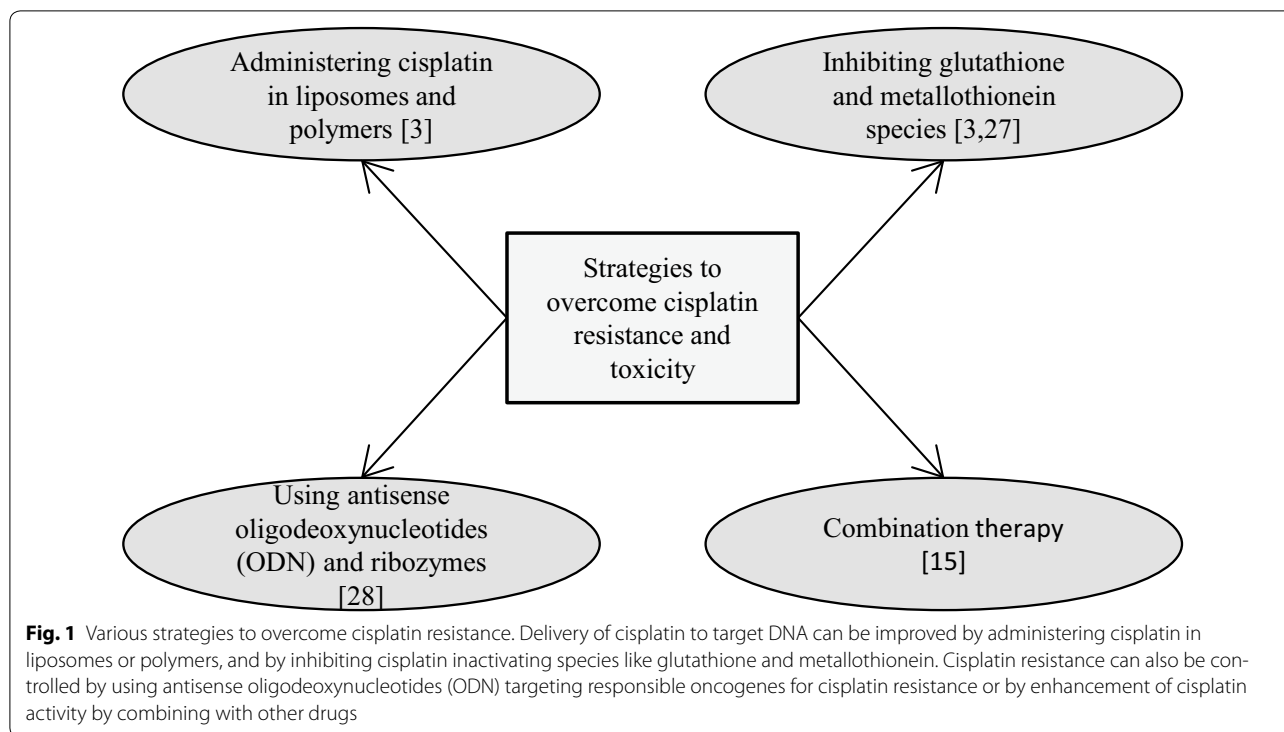 Administering cisplatin
in liposomes and
polymers [3]
Inhibiting glutathione
and metallothionein
species [3,27]
Strategies to
overcome cisplatin
resistance and
toxicity
Using antisense
oligodeoxynucleotides
(ODN) and ribozymes
[28]
Combination therapy
[15]
Fig. 1 Various strategies to overcome cisplatin resistance. Delivery of cisplatin to target DNA can be improved by administering cisplatin in
liposomes or polymers, and by inhibiting cisplatin inactivating species like glutathione and metallothionein. Cisplatin resistance can also be con-
trolled by using antisense oligodeoxynucleotides (ODN) targeting responsible oncogenes for cisplatin resistance or by enhancement of cisplatin
activity by combining with other drugs